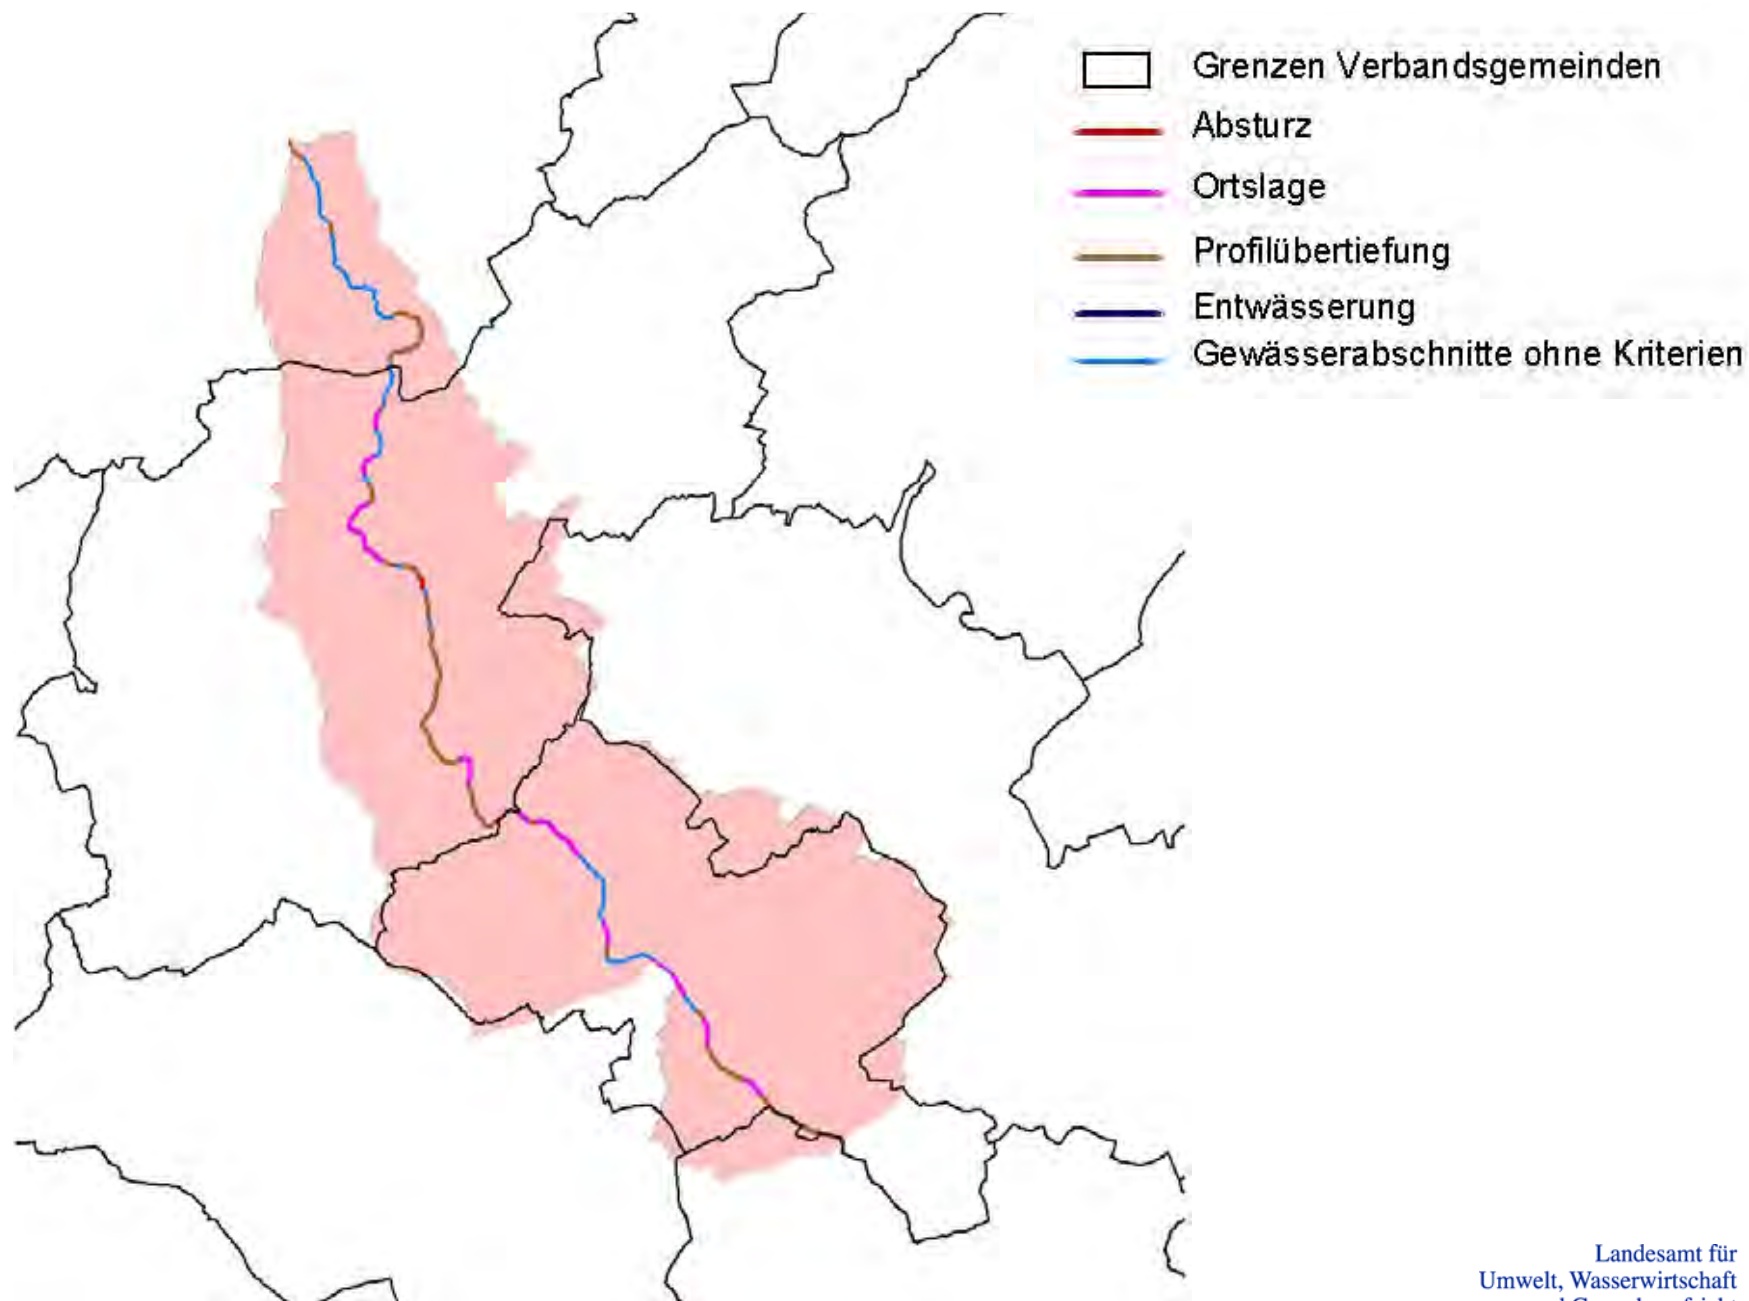 Grenzen Verbandsgemeinden
Absturz
Ortslage
Profilübertiefung
Entwässerung
Gewässerabschnitte ohne Kriterien
Landesamt für
Umwelt, Wasserwirtschaft